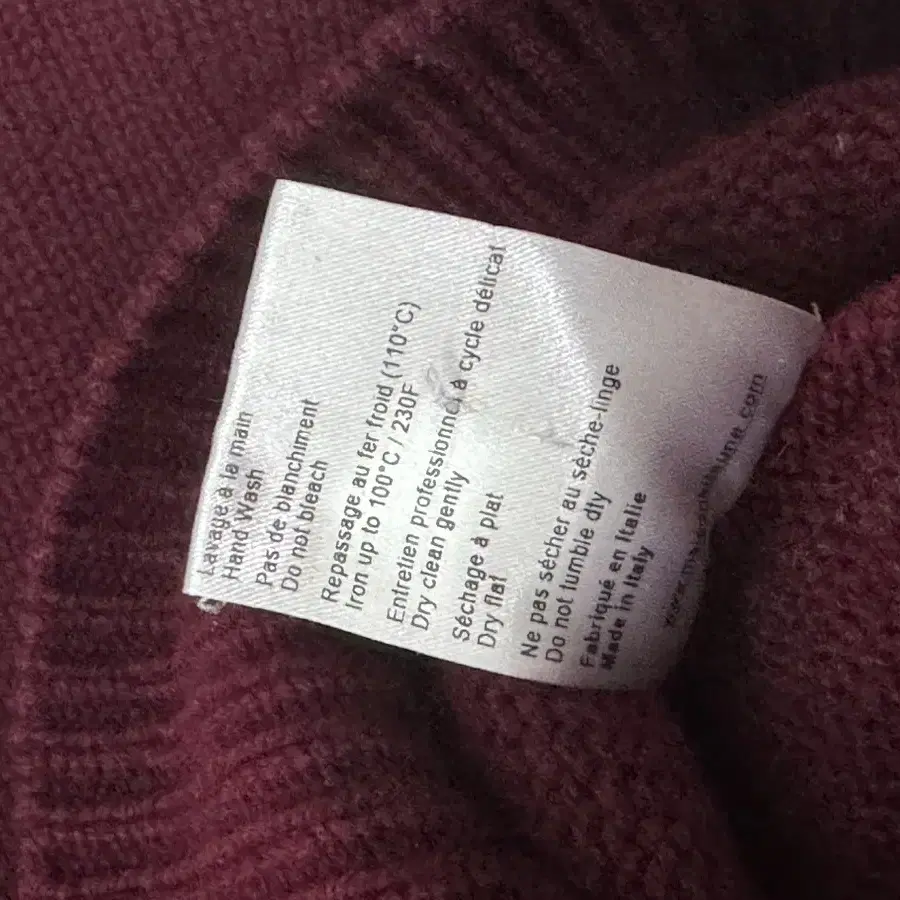 Lavage à la main
Hand Wash
Pas de blanchiment
Do not bleach
Repassage au fer froid (110°C)
Iron up to 100°C / 230F
Entretien professionnel à cycle délicat
Dry clean gently
Séchage à plat
Dry flat
Ne pas sécher au sèche-linge
Do not tumble dry
Fabriqué en Italie
Made in Italy